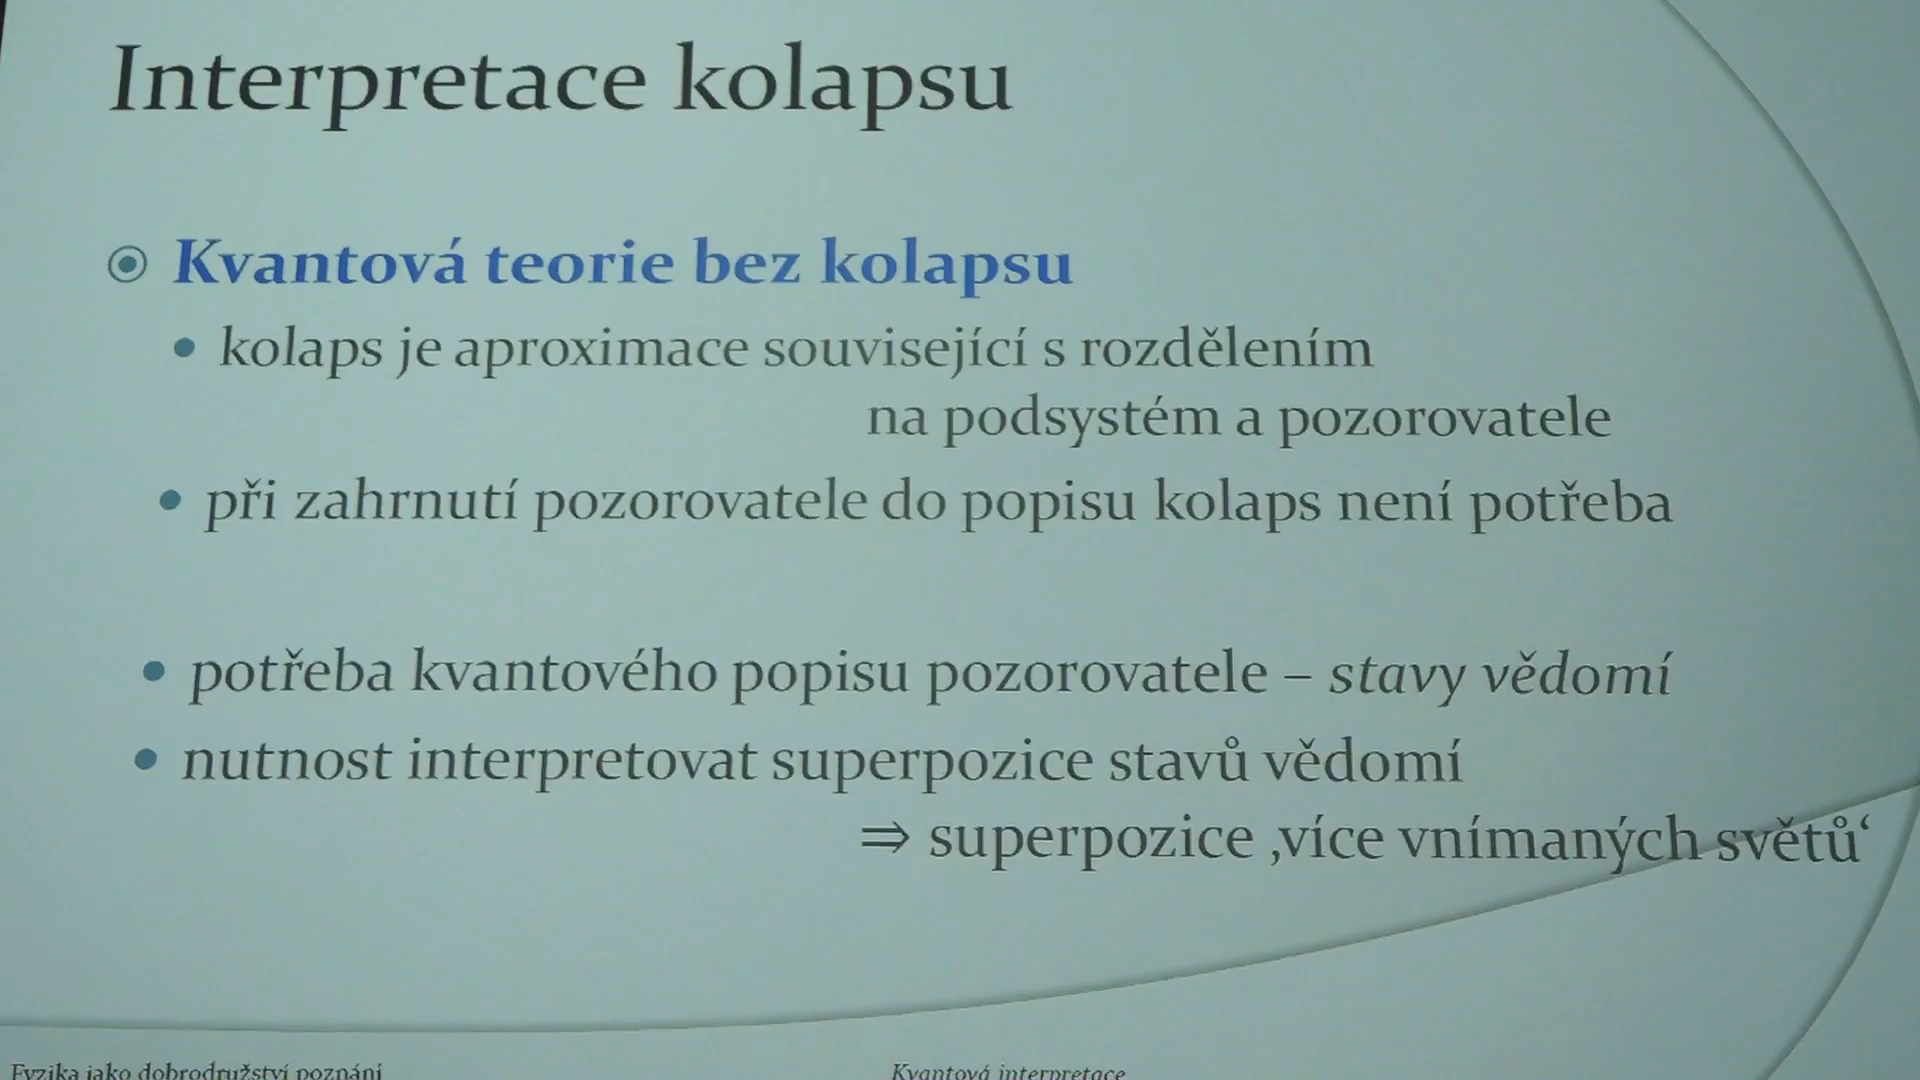 Interpretace kolapsu
Kvantová teorie bez kolapsu
kolaps je aproximace související s rozdělením
na podsystém a pozorovatele
při zahrnutí pozorovatele do popisu kolaps není potřeba
potřeba kvantového popisu pozorovatele – stavy vědomí
nutnost interpretovat superpozice stavů vědomí
⇒ superpozice ‚více vnímaných světů‘
Fyzika jako dobrodružství poznání
Kvantová interpretace